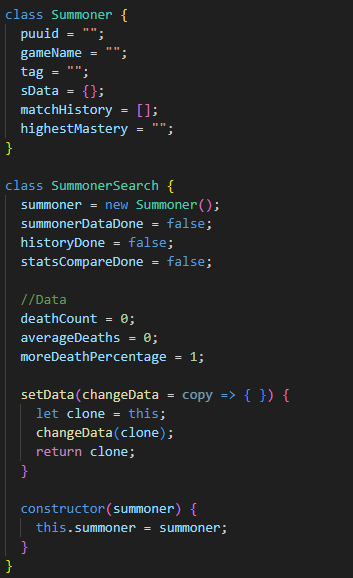 class Summoner {
  puuid = "";
  gameName = "";
  tag = "";
  sData = {};
  matchHistory = [];
  highestMastery = "";
}

class SummonerSearch {
  summoner = new Summoner();
  summonerDataDone = false;
  historyDone = false;
  statsCompareDone = false;

  //Data
  deathCount = 0;
  averageDeaths = 0;
  moreDeathPercentage = 1;

  setData(changeData = copy => { }) {
    let clone = this;
    changeData(clone);
    return clone;
  }

  constructor(summoner) {
    this.summoner = summoner;
  }
}